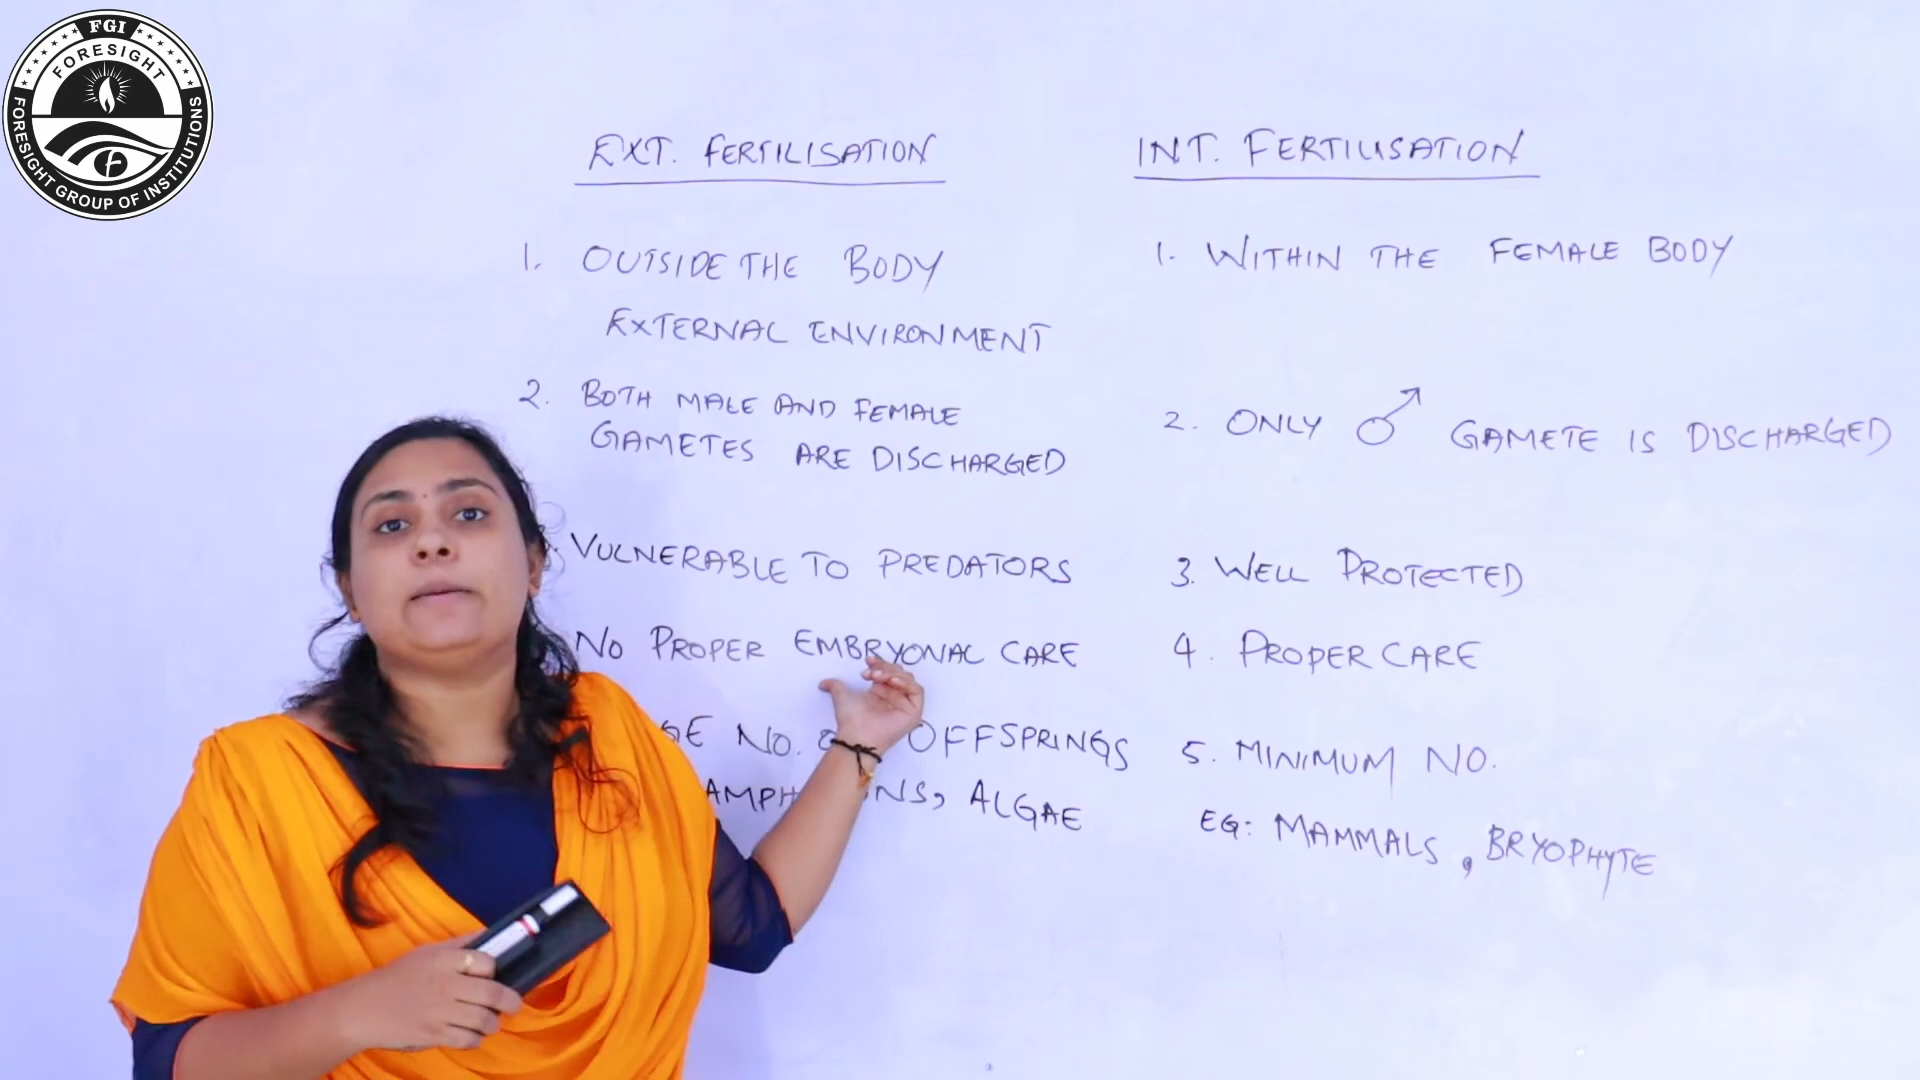 FGI
FORESIGHT
FORESIGHT GROUP OF INSTITUTIONS
EXT. FERTILISATION
1. OUTSIDE THE BODY
EXTERNAL ENVIRONMENT
2. BOTH MALE AND FEMALE
GAMETES ARE DISCHARGED
VULNERABLE TO PREDATORS
NO PROPER EMBRYONAL CARE
NO. OFFSPRINGS
ALGAE
INT. FERTILISATION
1. WITHIN THE FEMALE BODY
2. ONLY ♂ GAMETE IS DISCHARGED
3. WELL PROTECTED
4. PROPER CARE
5. MINIMUM NO.
EG: MAMMALS, BRYOPHYTE